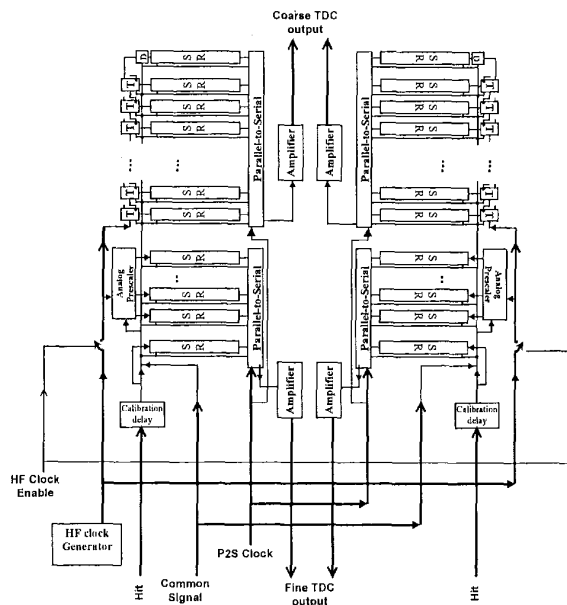 Coarse TDC
output
D
S R
S R
D
T
S R
S R
T
T
S R
S R
T
T
S R
S R
T
Parallel-to-Serial
Amplifier
Amplifier
Parallel-to-Serial
...
...
...
...
T
S R
S R
T
T
S R
S R
T
Analog
Prescaler
S R
S R
Analog
Prescaler
...
...
S R
S R
S R
S R
Parallel-to-Serial
Parallel-to-Serial
S R
S R
Amplifier
Amplifier
Calibration
delay
Calibration
delay
HF Clock
Enable
HF clock
Generator
P2S Clock
Hit
Common
Signal
Fine TDC
output
Hit